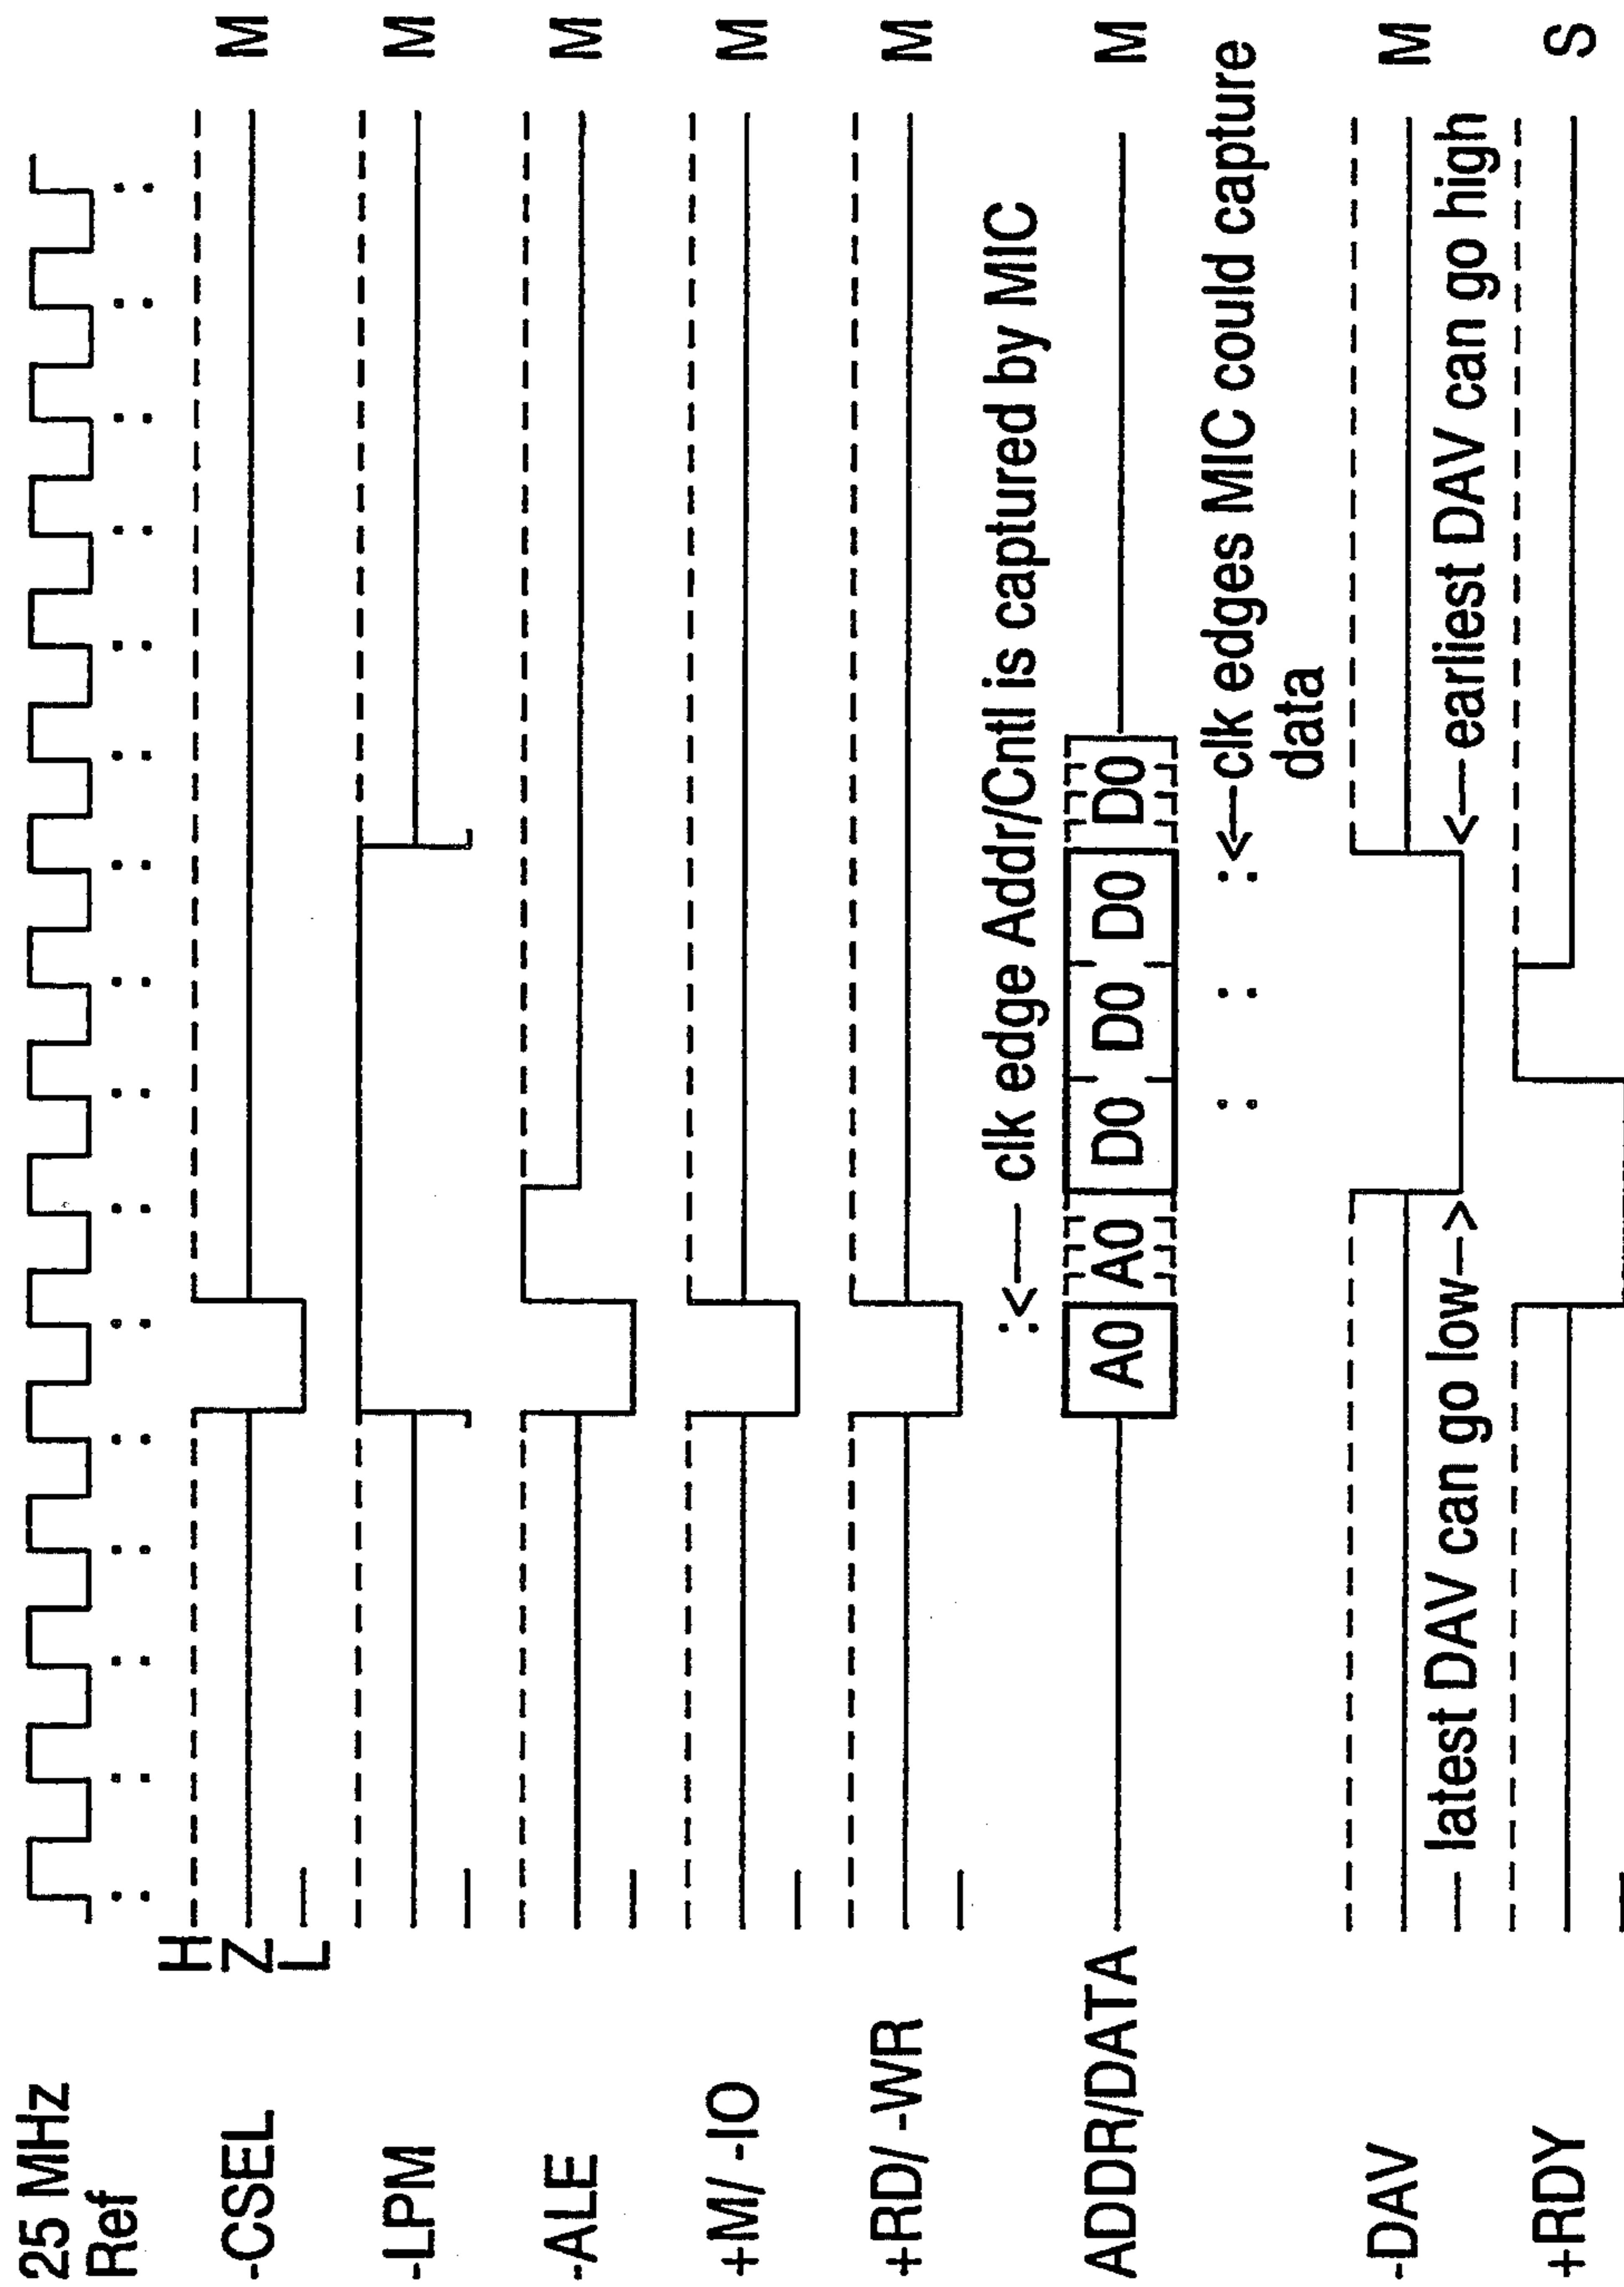 25 MHz
Ref
H
Z
L
-CSEL M
-LPM M
-ALE M
+M/ -IO M
+RD/ -WR M
:<— clk edge Addr/Cntl is captured by MIC
ADDR/DATA A0 A0 D0 D0 D0 D0 M
: : :<—clk edges MIC could capture
data
-DAV M
— latest DAV can go low—> <—earliest DAV can go high
+RDY S